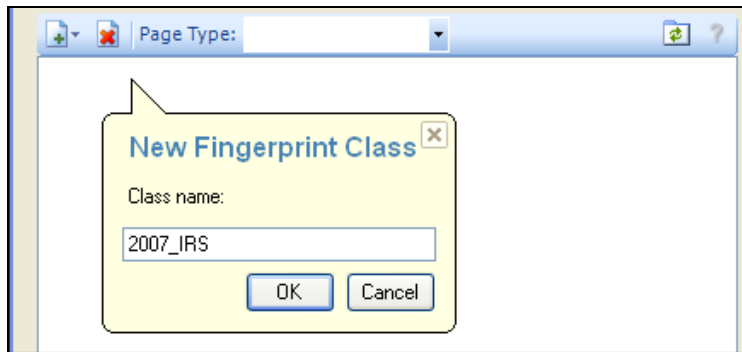 Page Type:
?
New Fingerprint Class
Class name:
2007_IRS
OK Cancel